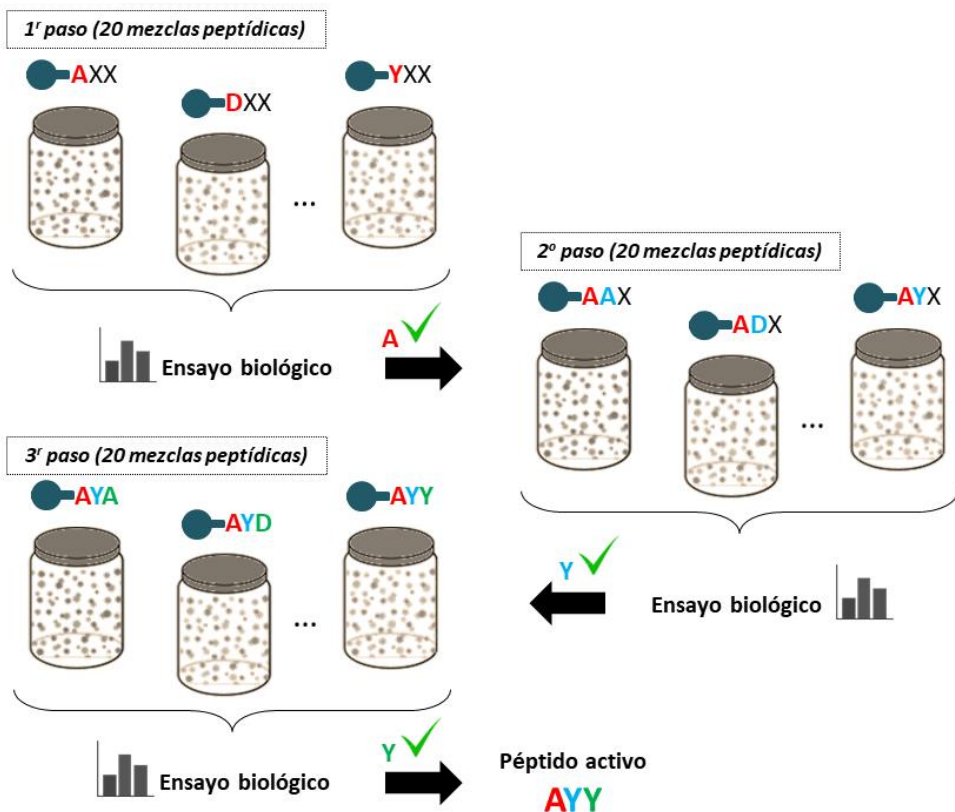 1ʳ paso (20 mezclas peptídicas)
AXX
DXX
YXX
...
Ensayo biológico
A
2º paso (20 mezclas peptídicas)
AAX
ADX
AYX
...
Ensayo biológico
Y
3ʳ paso (20 mezclas peptídicas)
AYA
AYD
AYY
...
Ensayo biológico
Y
Péptido activo
AYY